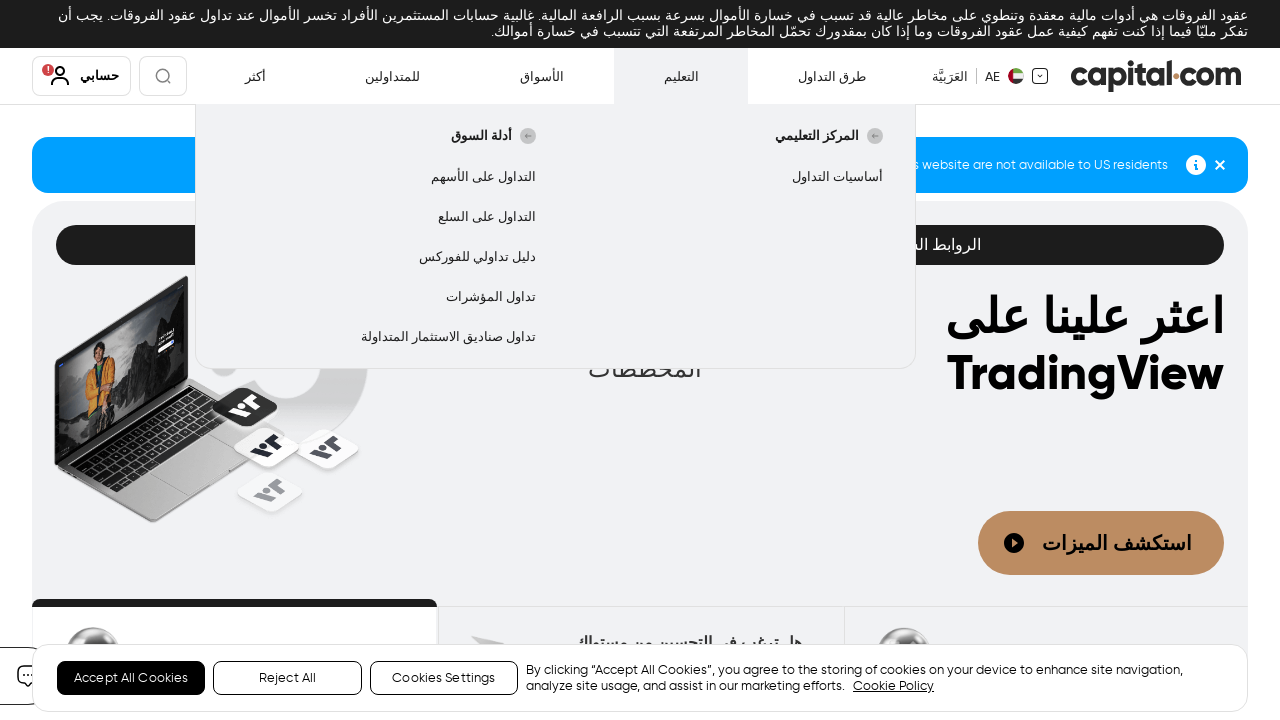 عقود الفروقات هي أدوات مالية معقدة وتنطوي على مخاطر عالية قد تسبب في خسارة الأموال بسرعة بسبب الرافعة المالية. غالبية حسابات المستثمرين الأفراد تخسر الأموال عند تداول عقود الفروقات. يجب أن
تفكر مليّا فيما إذا كنت تفهم كيفية عمل عقود الفروقات وما إذا كان بمقدورك تحمّل المخاطر المرتفعة التي تتسبب في خسارة أموالك.
capital.com
AE
العَرَبيَّة
طرق التداول
التعليم
الأسواق
للمتداولين
أكثر
حسابي
المركز التعليمي
أساسيات التداول
أدلة السوق
التداول على الأسهم
التداول على السلع
دليل تداولي للفوركس
تداول المؤشرات
تداول صناديق الاستثمار المتداولة
website are not available to US residents
الروابط
اعثر علينا على
TradingView
المخططات
استكشف الميزات
هل ترغب في التحسين من مستواك
By clicking “Accept All Cookies”, you agree to the storing of cookies on your device to enhance site navigation,
analyze site usage, and assist in our marketing efforts. Cookie Policy
Cookies Settings
Reject All
Accept All Cookies